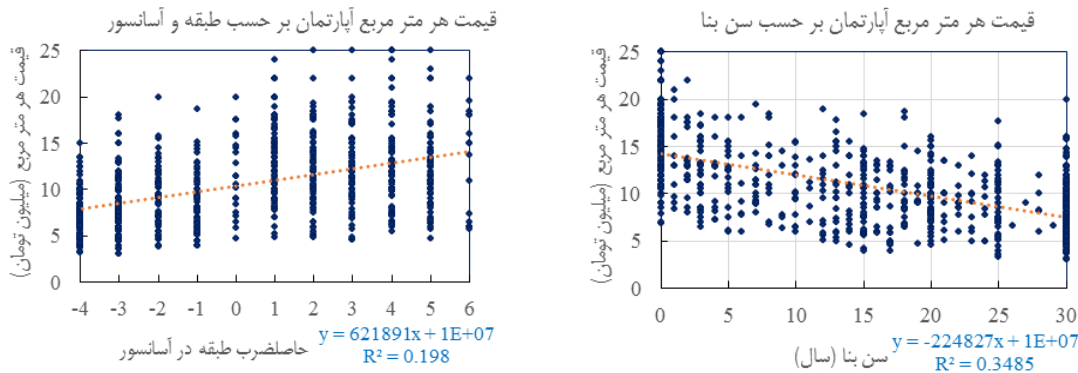 قیمت هر متر مربع آپارتمان بر حسب سن بنا
قیمت هر متر مربع (میلیون تومان)
25
20
15
10
5
0
0 5 10 15 20 25 30
سن بنا (سال)
y = -224827x + 1E+07
R² = 0.3485
قیمت هر متر مربع آپارتمان بر حسب طبقه و آسانسور
قیمت هر متر مربع (میلیون تومان)
25
20
15
10
5
0
-4 -3 -2 -1 0 1 2 3 4 5 6
حاصلضرب طبقه در آسانسور
y = 621891x + 1E+07
R² = 0.198